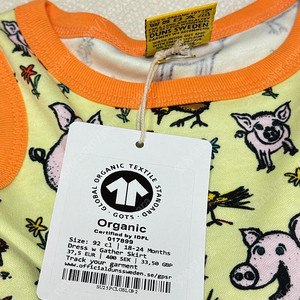 DUNS SWEDEN
GLOBAL ORGANIC TEXTILE STANDARD
GOTS
Organic
Certified by IDFL
017899
Size: 92 cl | 18-24 Months
Dress w Gather Skirt
37,5 EUR | 400 SEK | 33,50 GBP
Track your garment
www.officialdunssweden.se/gpsr